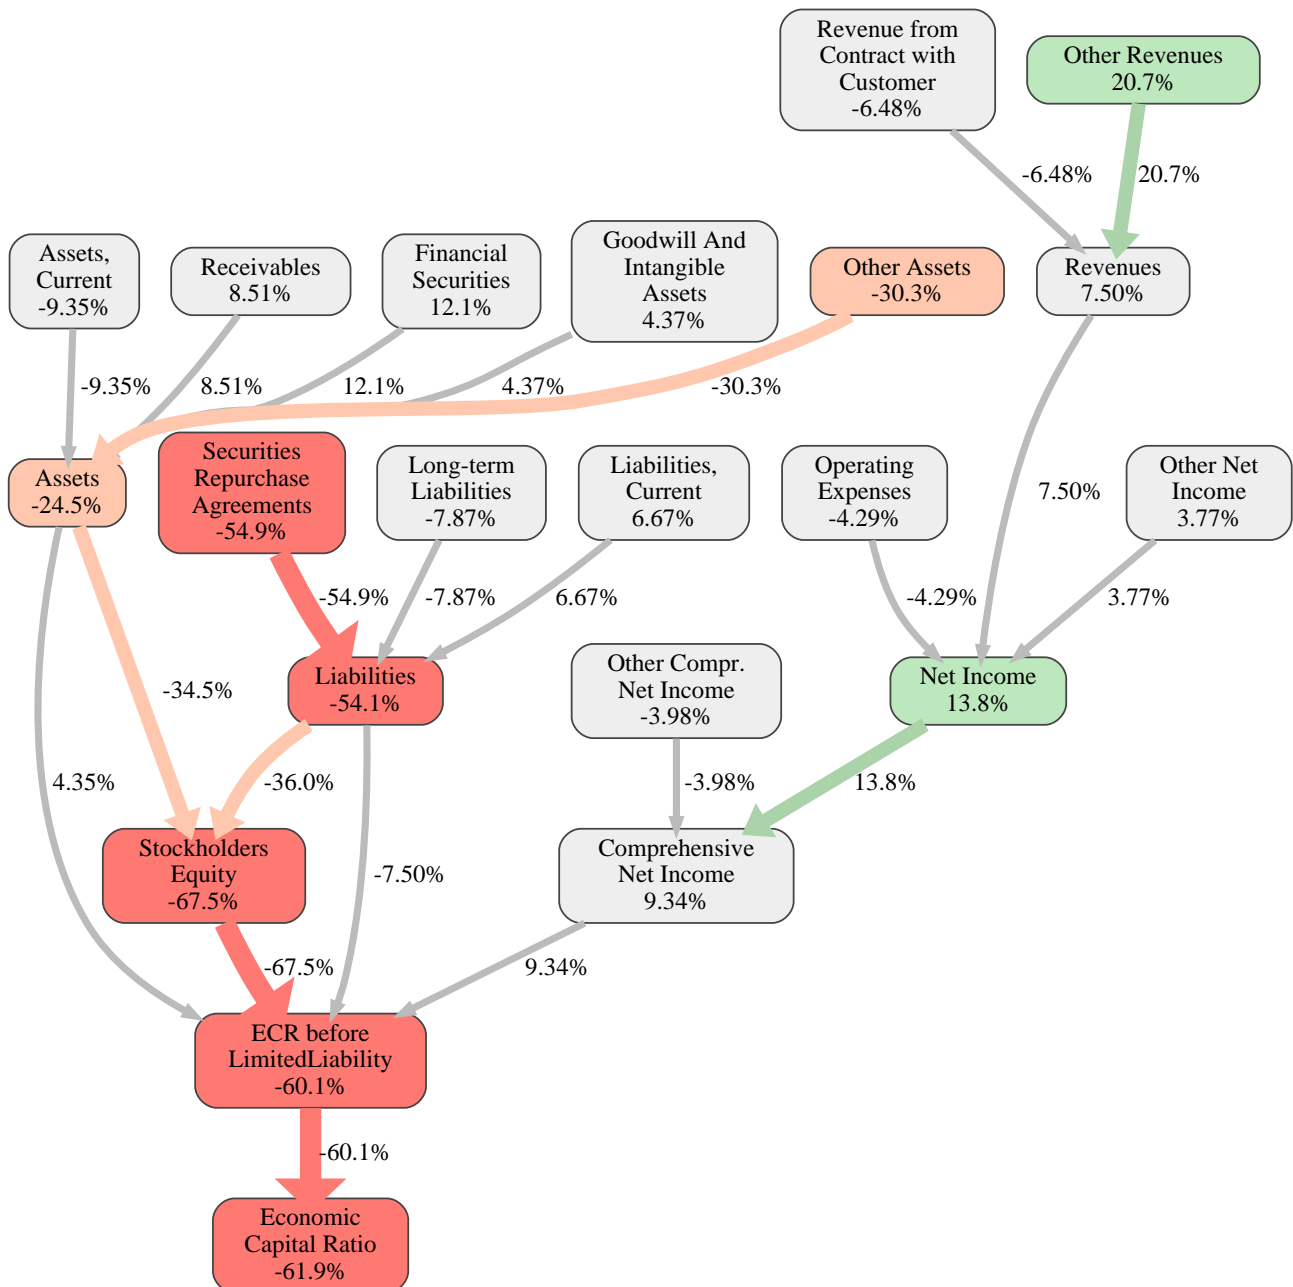 Revenue from
Contract with
Customer
-6.48%
Other Revenues
20.7%
-6.48%
20.7%
Assets,
Current
-9.35%
Receivables
8.51%
Financial
Securities
12.1%
Goodwill And
Intangible
Assets
4.37%
Other Assets
-30.3%
Revenues
7.50%
-9.35%
8.51%
12.1%
4.37%
-30.3%
Assets
-24.5%
Securities
Repurchase
Agreements
-54.9%
Long-term
Liabilities
-7.87%
Liabilities,
Current
6.67%
Operating
Expenses
-4.29%
7.50%
Other Net
Income
3.77%
-54.9%
-7.87%
6.67%
-4.29%
3.77%
-34.5%
Liabilities
-54.1%
Other Compr.
Net Income
-3.98%
Net Income
13.8%
4.35%
-36.0%
-3.98%
13.8%
Stockholders
Equity
-67.5%
-7.50%
Comprehensive
Net Income
9.34%
-67.5%
9.34%
ECR before
LimitedLiability
-60.1%
-60.1%
Economic
Capital Ratio
-61.9%